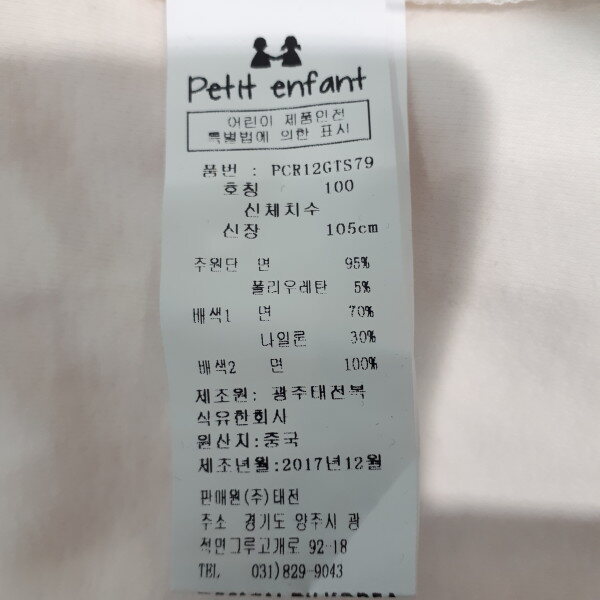 Petit enfant
어린이 제품안전
특별법에 의한 표시
품번 : PCR12GTS79
호칭 100
신체치수
신장 105cm
주원단 면 95%
폴리우레탄 5%
배색1 면 70%
나일론 30%
배색2 면 100%
제조원: 광주태전복
식유한회사
원산지:중국
제조년월:2017년12월
판매원(주)태전
주소 경기도 양주시 광
적면그루고개로 92-18
TEL 031)829-9043